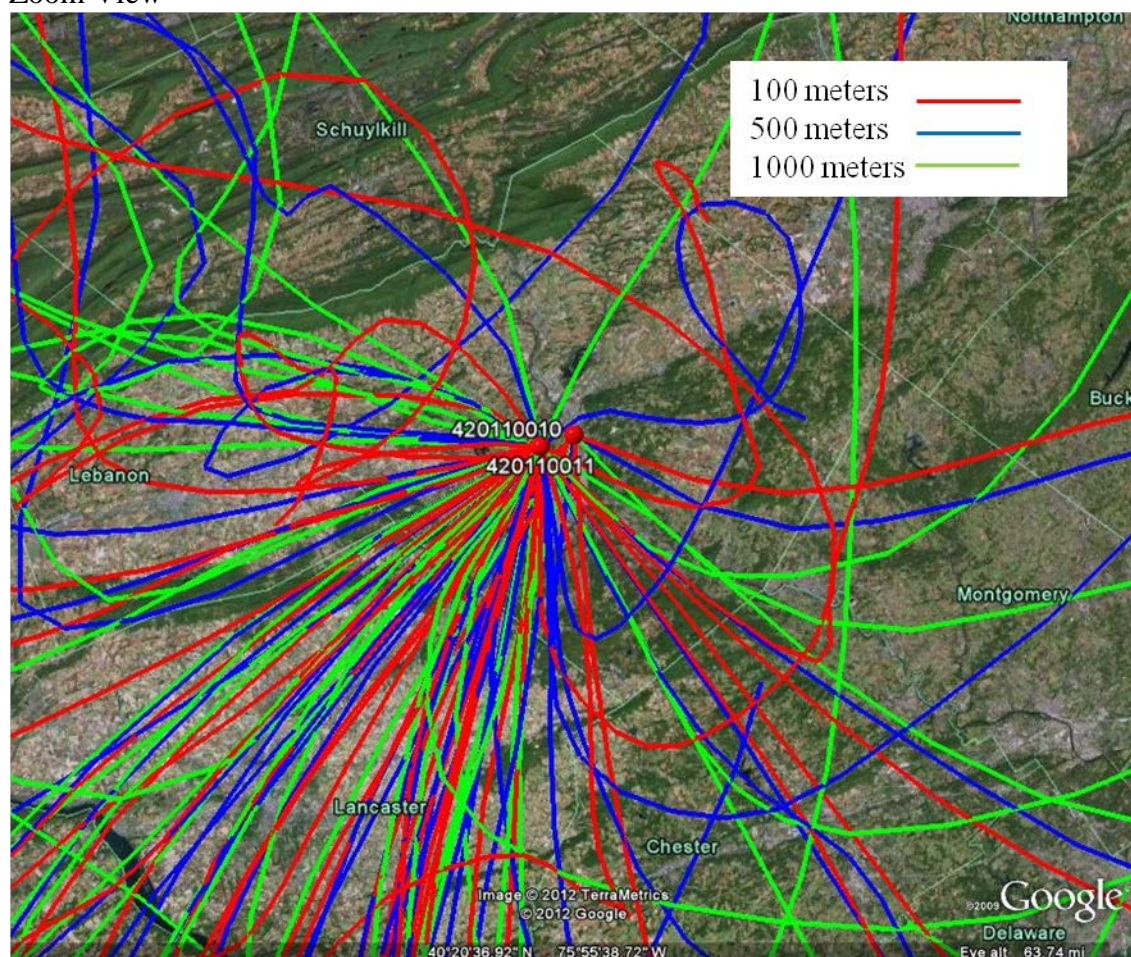 Zoom View
Northampton
100 meters
500 meters
1000 meters
Schuylkill
Buck
420110010
420110011
Lebanon
Montgomery
Lancaster
Chester
Image © 2012 TerraMetrics
© 2012 Google
©2009 Google
Delaware
40°20'36.92" N 75°55'38.72" W
Eye alt 63.74 mi